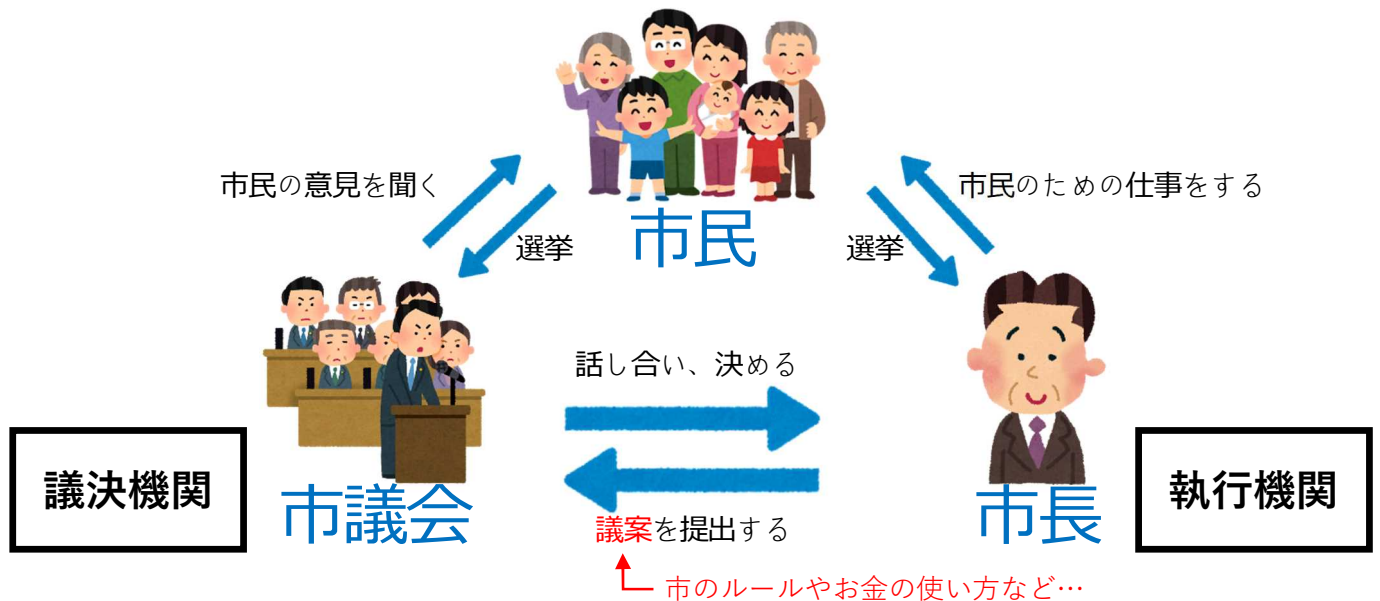 市民の意見を聞く
選挙
市民
選挙
市民のための仕事をする
話し合い、決める
議決機関
市議会
議案を提出する
市長
執行機関
市のルールやお金の使い方など…